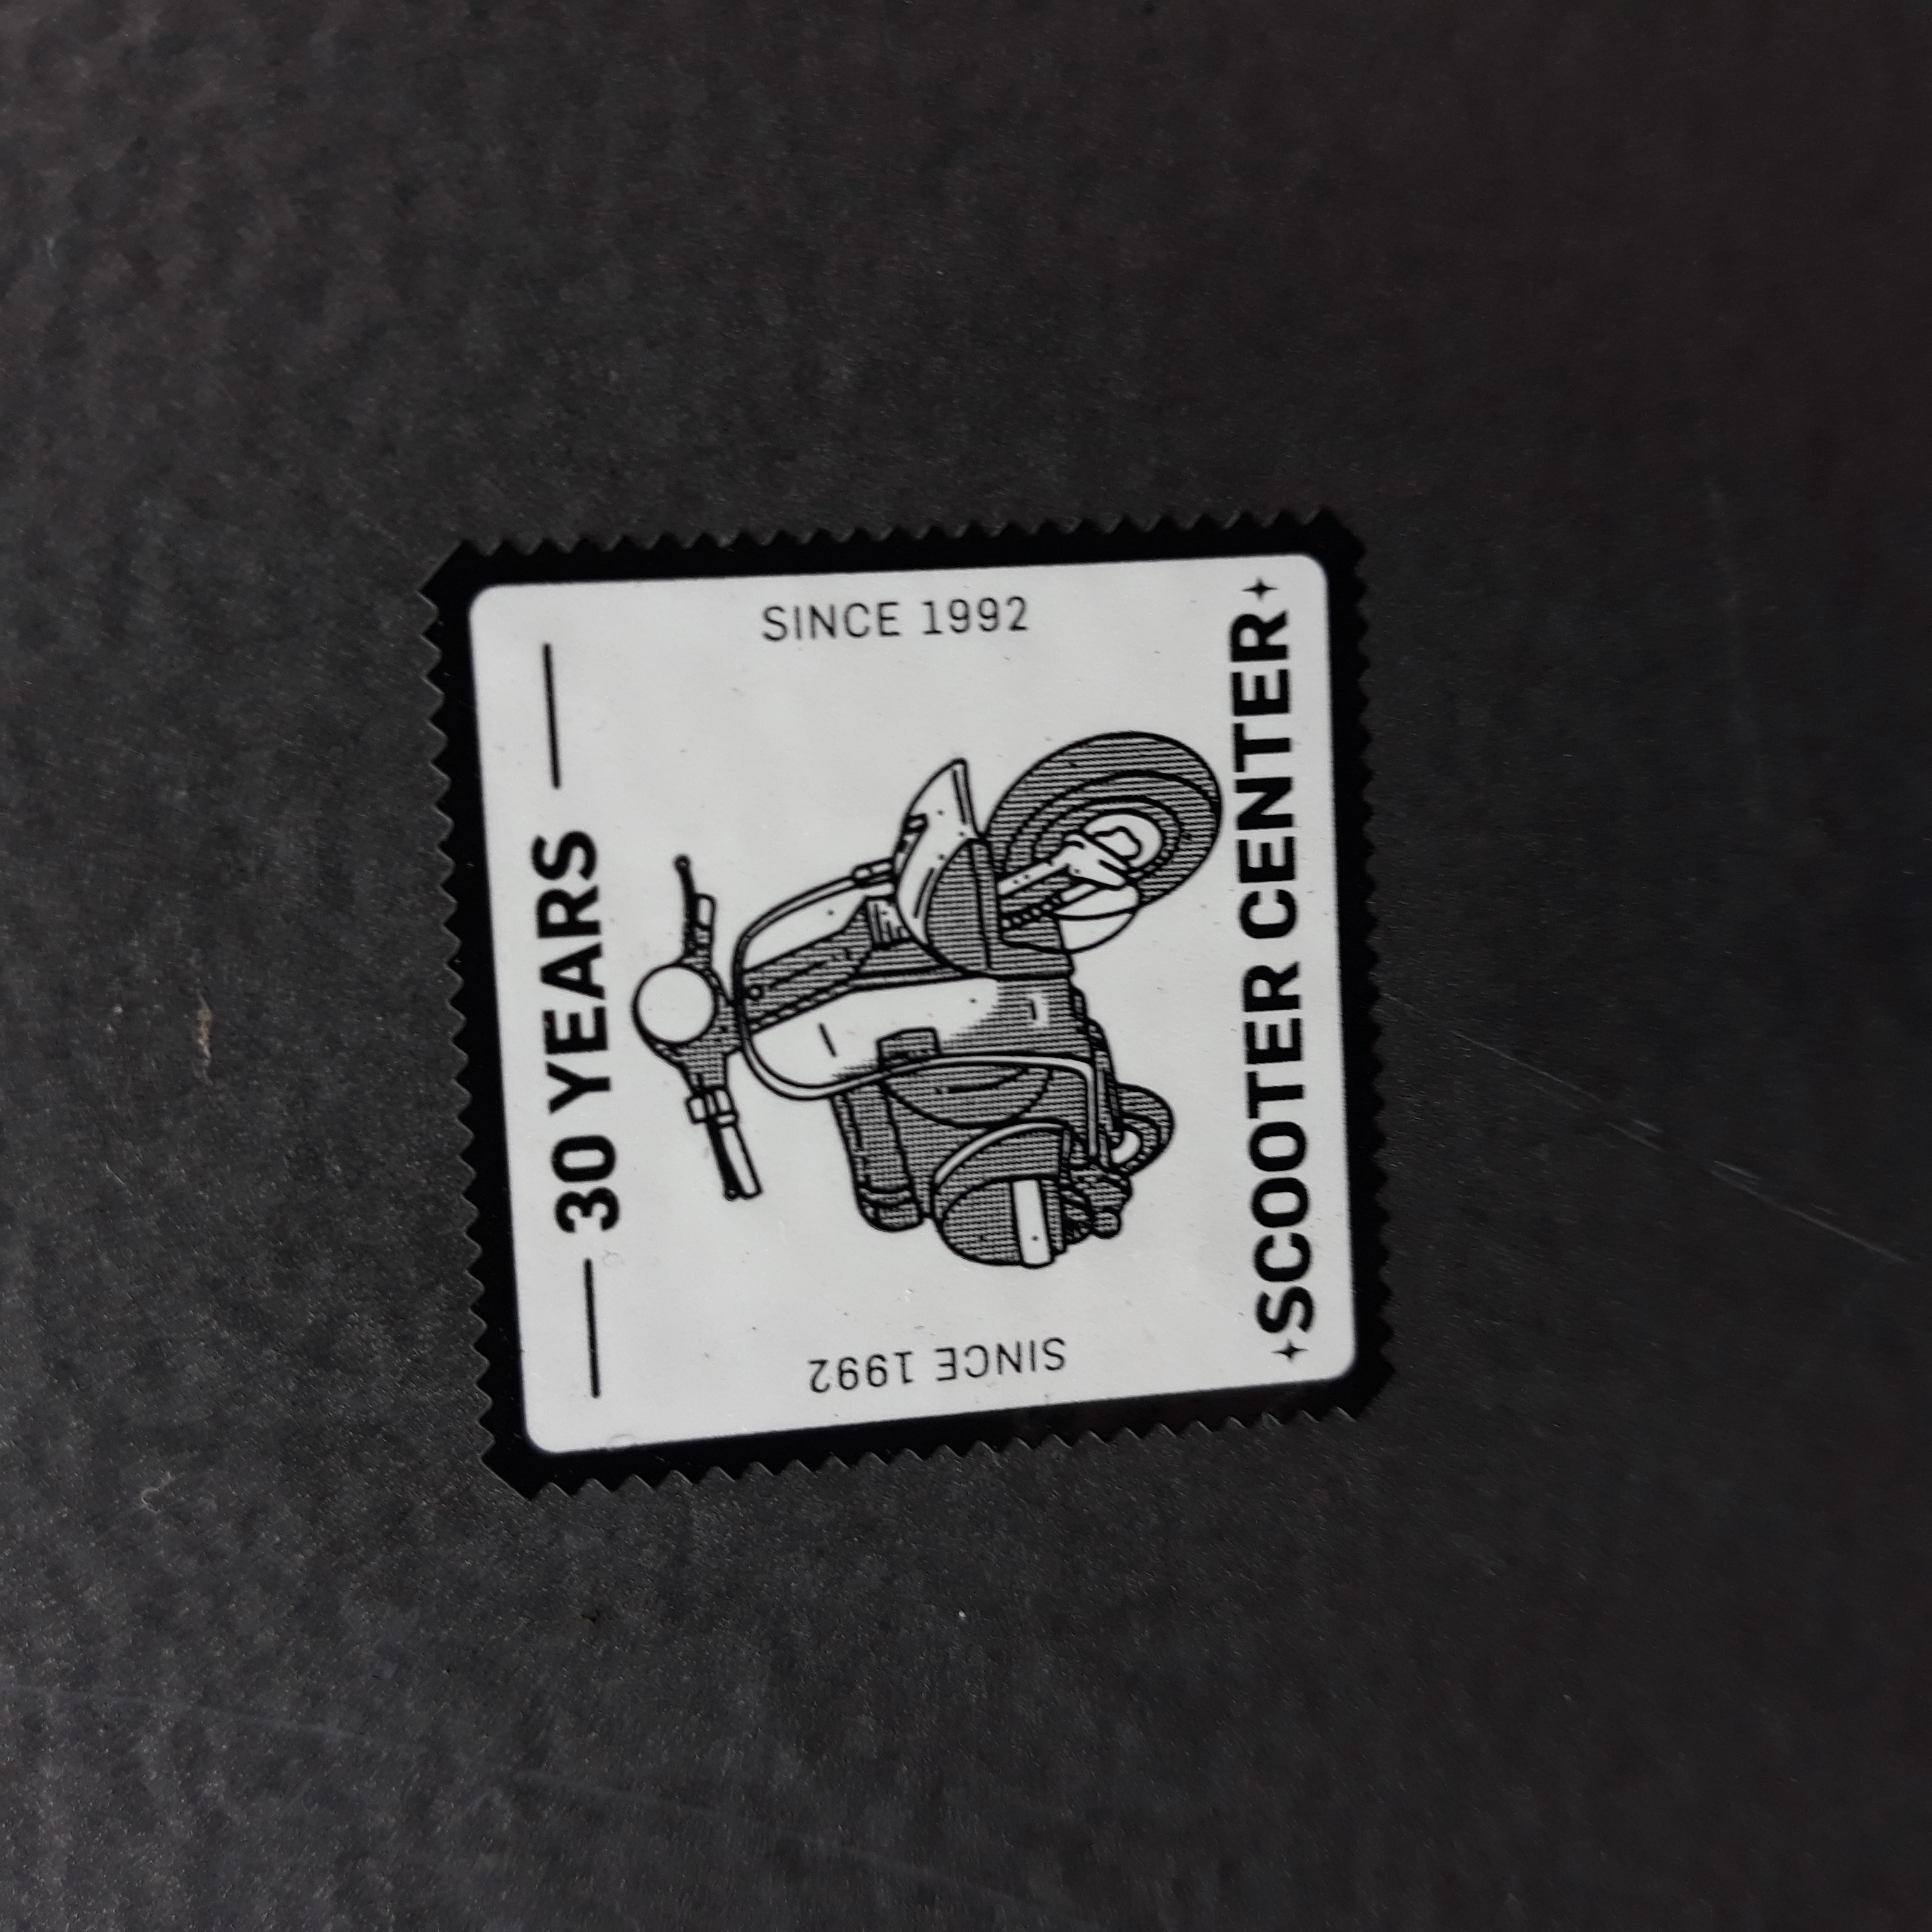 30 YEARS
SINCE 1992
SINCE 1992
SCOOTER CENTER